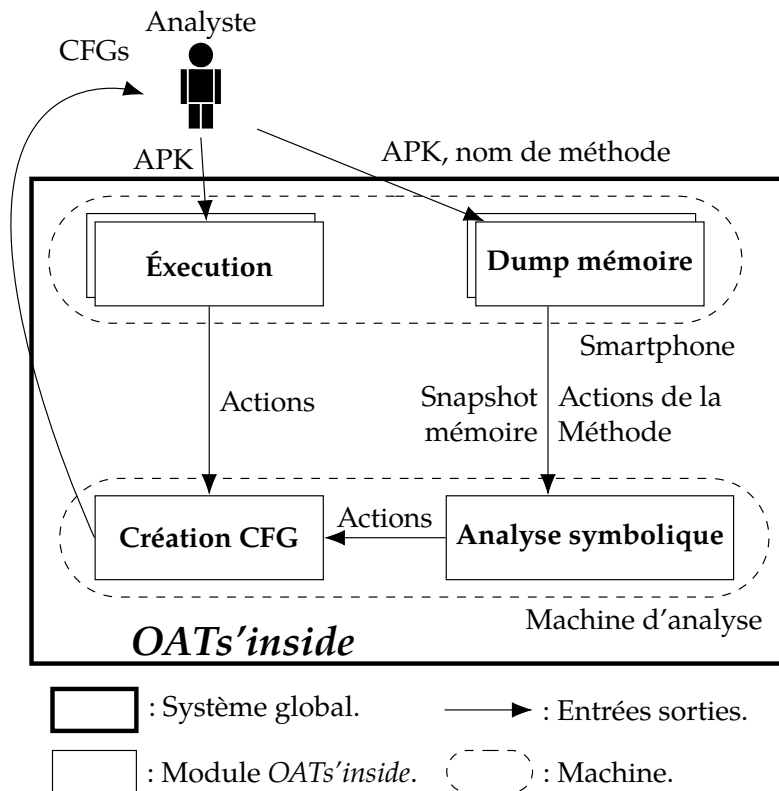 Analyste
CFGs
APK
APK, nom de méthode
Éxecution
Dump mémoire
Smartphone
Actions
Snapshot
mémoire
Actions de la
Méthode
Création CFG
Actions
Analyse symbolique
Machine d'analyse
OATs'inside
: Système global.
: Entrées sorties.
: Module OATs'inside.
: Machine.